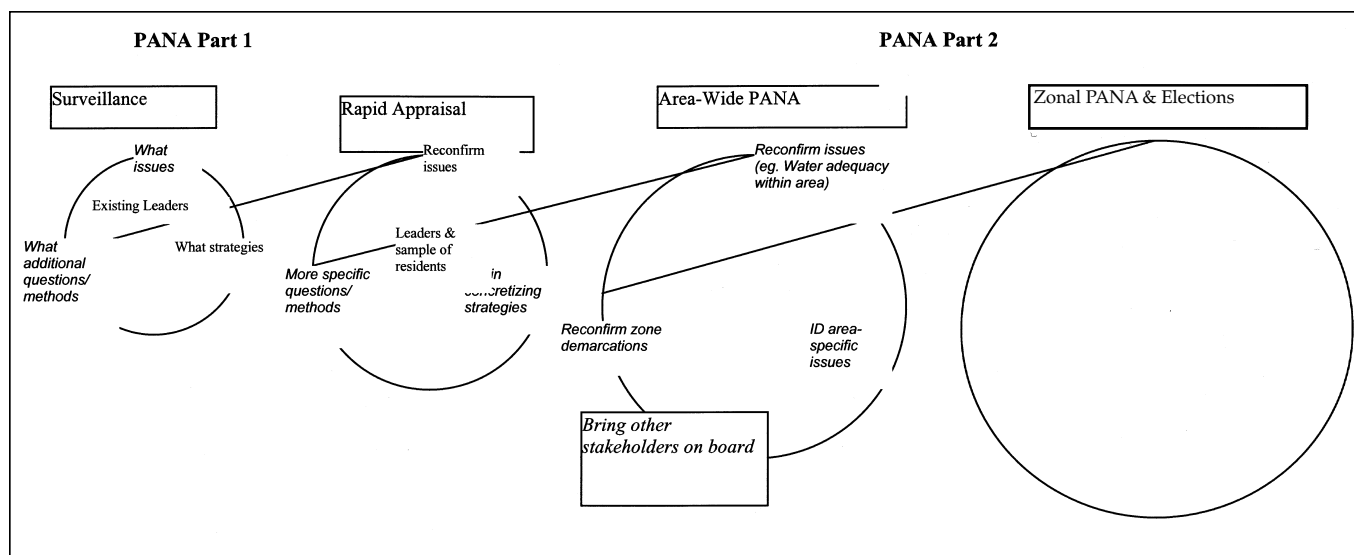 PANA Part 1
PANA Part 2
Surveillance
Rapid Appraisal
Area-Wide PANA
Zonal PANA & Elections
What
issues
Existing Leaders
What strategies
What
additional
questions/
methods
Reconfirm
issues
Leaders &
sample of
residents
More specific
questions/
methods
in
strategies
Reconfirm issues
(eg. Water adequacy
within area)
Reconfirm zone
demarcations
ID area-
specific
issues
Bring other
stakeholders on board